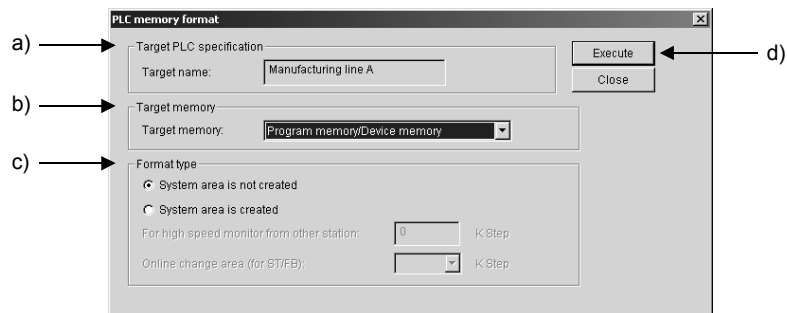 PLC memory format
a)
Target PLC specification
Target name: Manufacturing line A
Execute
d)
Close
b)
Target memory
Target memory: Program memory/Device memory
c)
Format type
System area is not created
System area is created
For high speed monitor from other station: 0 K Step
Online change area (for ST/FB): K Step